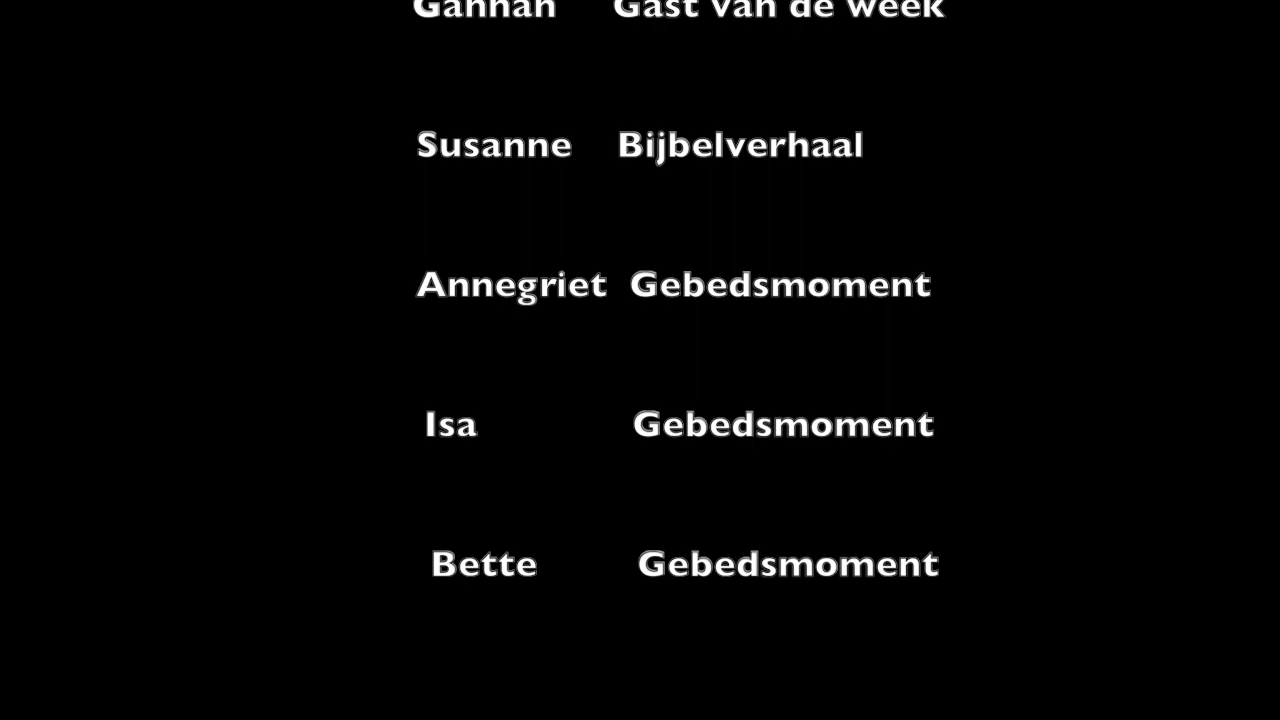 Gast van de week
Susanne Bijbelverhaal
Annegriet Gebedsmoment
Isa Gebedsmoment
Bette Gebedsmoment